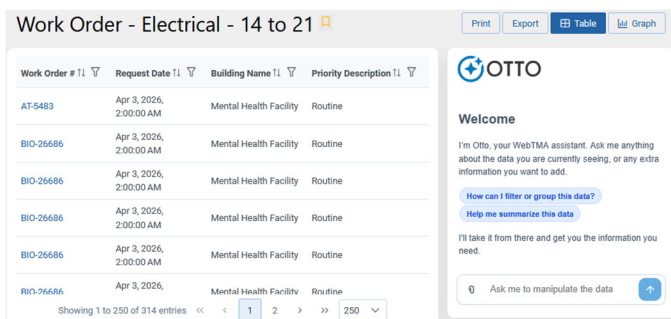 Work Order - Electrical - 14 to 21
Print
Export
Table
Graph
Work Order #
Request Date
Building Name
Priority Description
AT-5483
Apr 3, 2026,
2:00:00 AM
Mental Health Facility
Routine
BIO-26686
Apr 3, 2026,
2:00:00 AM
Mental Health Facility
Routine
BIO-26686
Apr 3, 2026,
2:00:00 AM
Mental Health Facility
Routine
BIO-26686
Apr 3, 2026,
2:00:00 AM
Mental Health Facility
Routine
BIO-26686
Apr 3, 2026,
2:00:00 AM
Mental Health Facility
Routine
BIO-26686
Apr 3, 2026,
Mental Health Facility
Routine
Showing 1 to 250 of 314 entries
«
‹
1
2
›
»
250
OTTO
Welcome
I'm Otto, your WebTMA assistant. Ask me anything
about the data you are currently seeing, or any extra
information you want to add.
How can I filter or group this data?
Help me summarize this data
I'll take it from there and get you the information you
need.
Ask me to manipulate the data